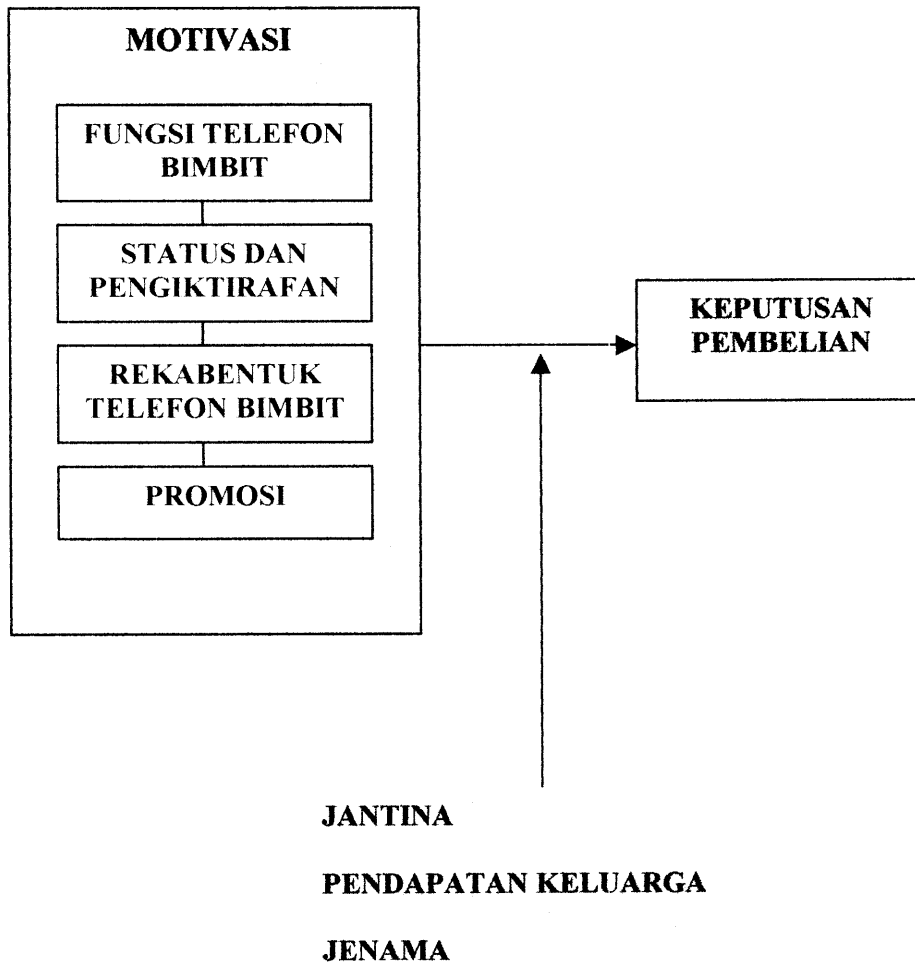 MOTIVASI
FUNGSI TELEFON
BIMBIT
STATUS DAN
PENGIKTIRAFAN
REKABENTUK
TELEFON BIMBIT
PROMOSI
KEPUTUSAN
PEMBELIAN
JANTINA
PENDAPATAN KELUARGA
JENAMA